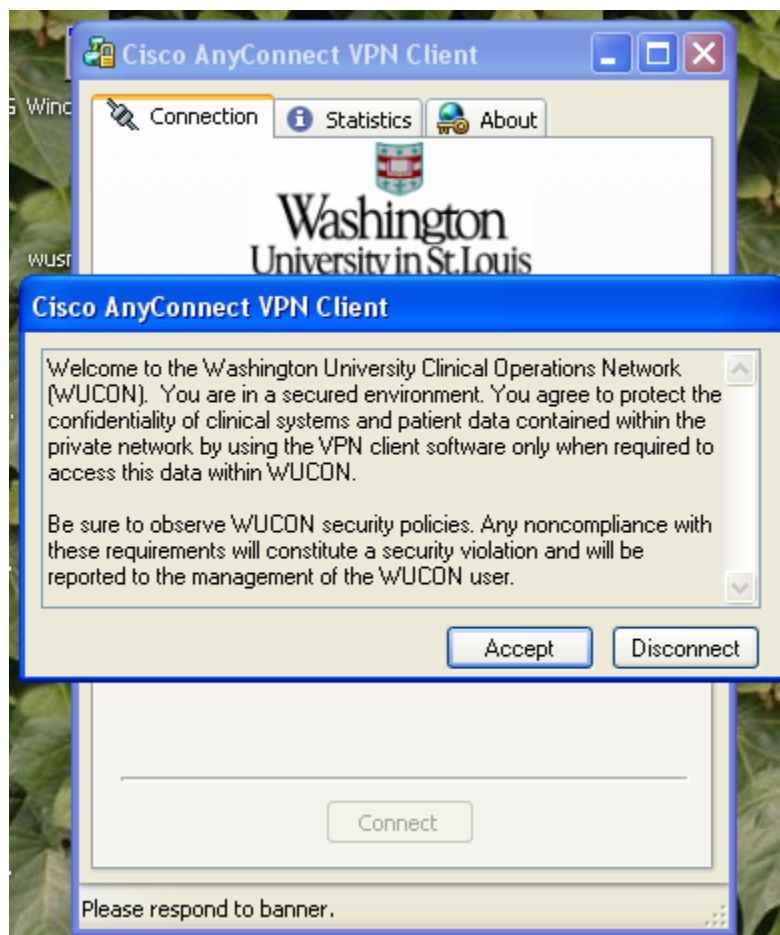 Cisco AnyConnect VPN Client
Connection
Statistics
About
Washington
University in St. Louis
Cisco AnyConnect VPN Client
Welcome to the Washington University Clinical Operations Network
(WUCON).  You are in a secured environment. You agree to protect the
confidentiality of clinical systems and patient data contained within the
private network by using the VPN client software only when required to
access this data within WUCON.
Be sure to observe WUCON security policies. Any noncompliance with
these requirements will constitute a security violation and will be
reported to the management of the WUCON user.
Accept
Disconnect
Connect
Please respond to banner.